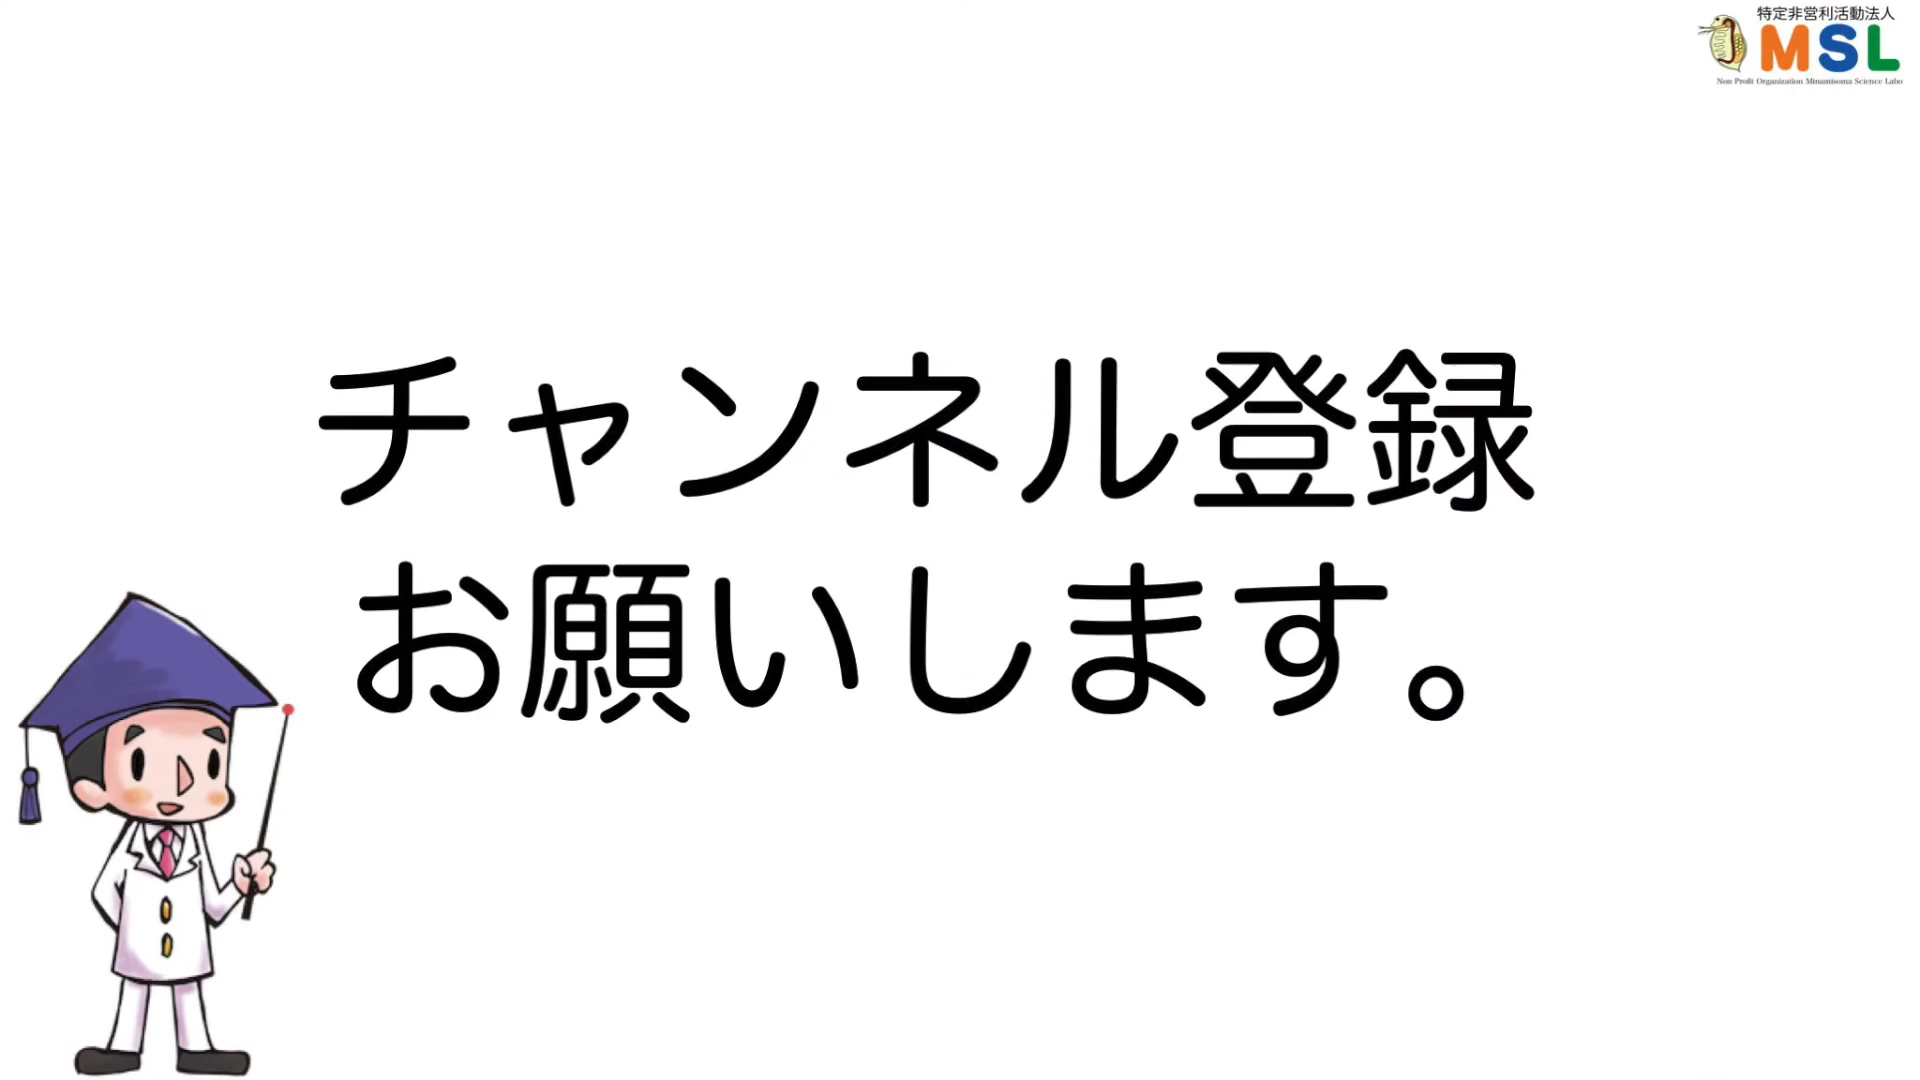 特定非営利活動法人
MSL
Non Profit Organization Minamisoma Science Labo
チャンネル登録
お願いします。